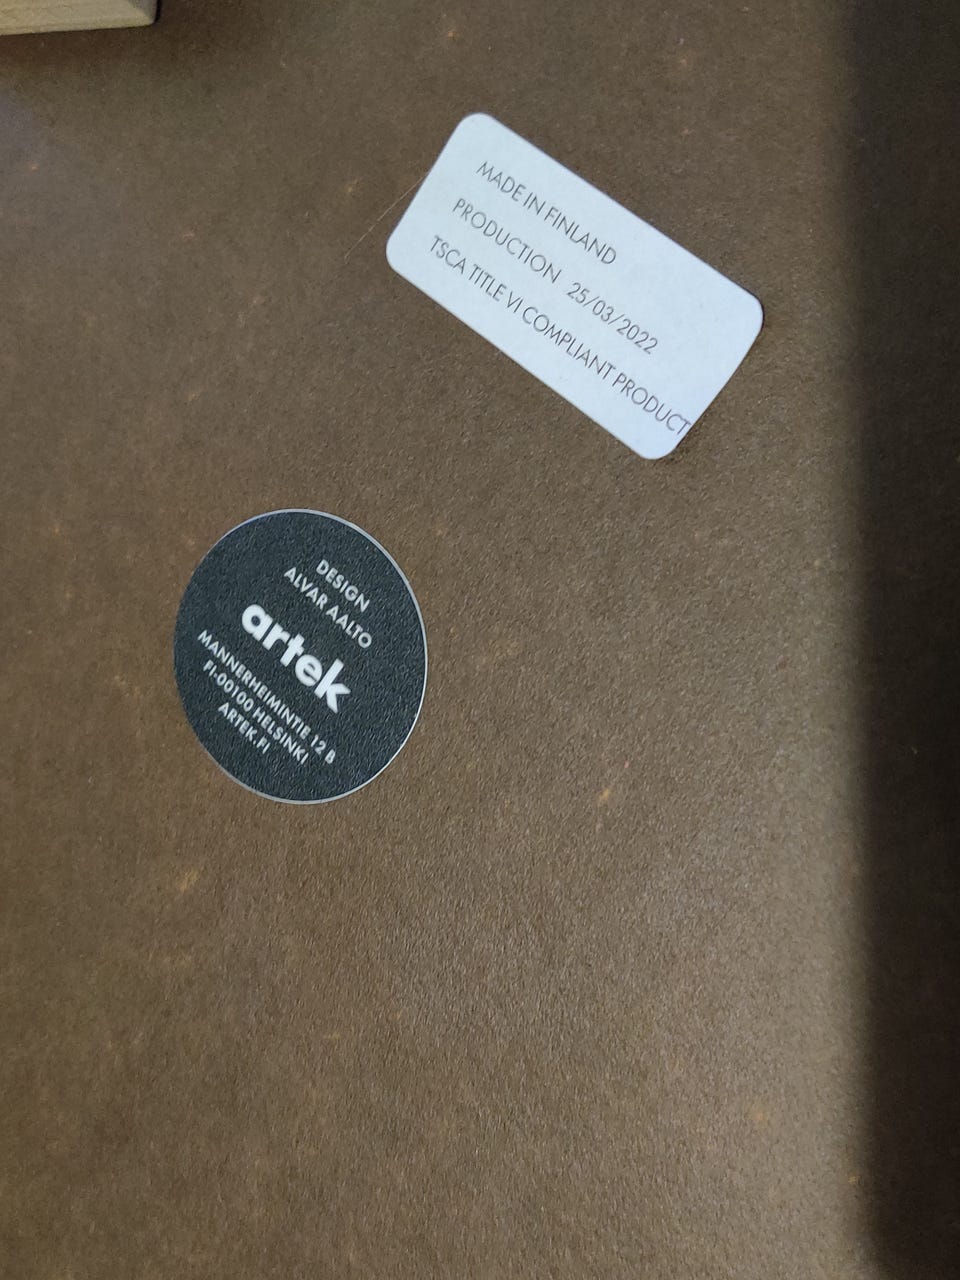 MADE IN FINLAND
PRODUCTION 25/03/2022
TSCA TITLE VI COMPLIANT PRODUCT
DESIGN
ALVAR AALTO
artek
MANNERHEIMINTIE 12 B
FI-00100 HELSINKI
ARTEK.FI